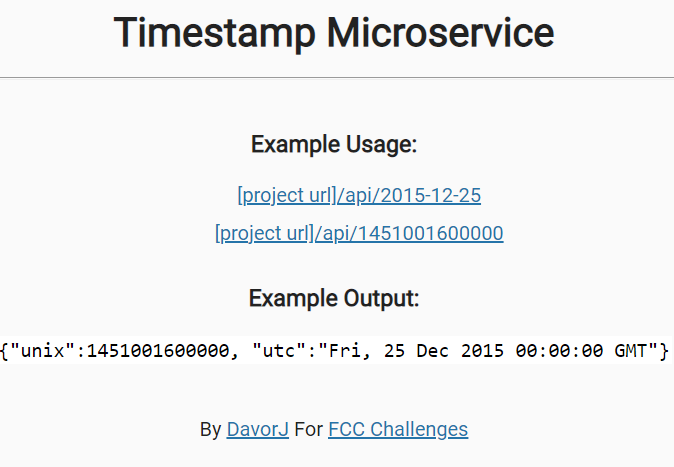 Timestamp Microservice
Example Usage:
[project url]/api/2015-12-25
[project url]/api/1451001600000
Example Output:
{"unix":1451001600000, "utc":"Fri, 25 Dec 2015 00:00:00 GMT"}
By DavorJ For FCC Challenges